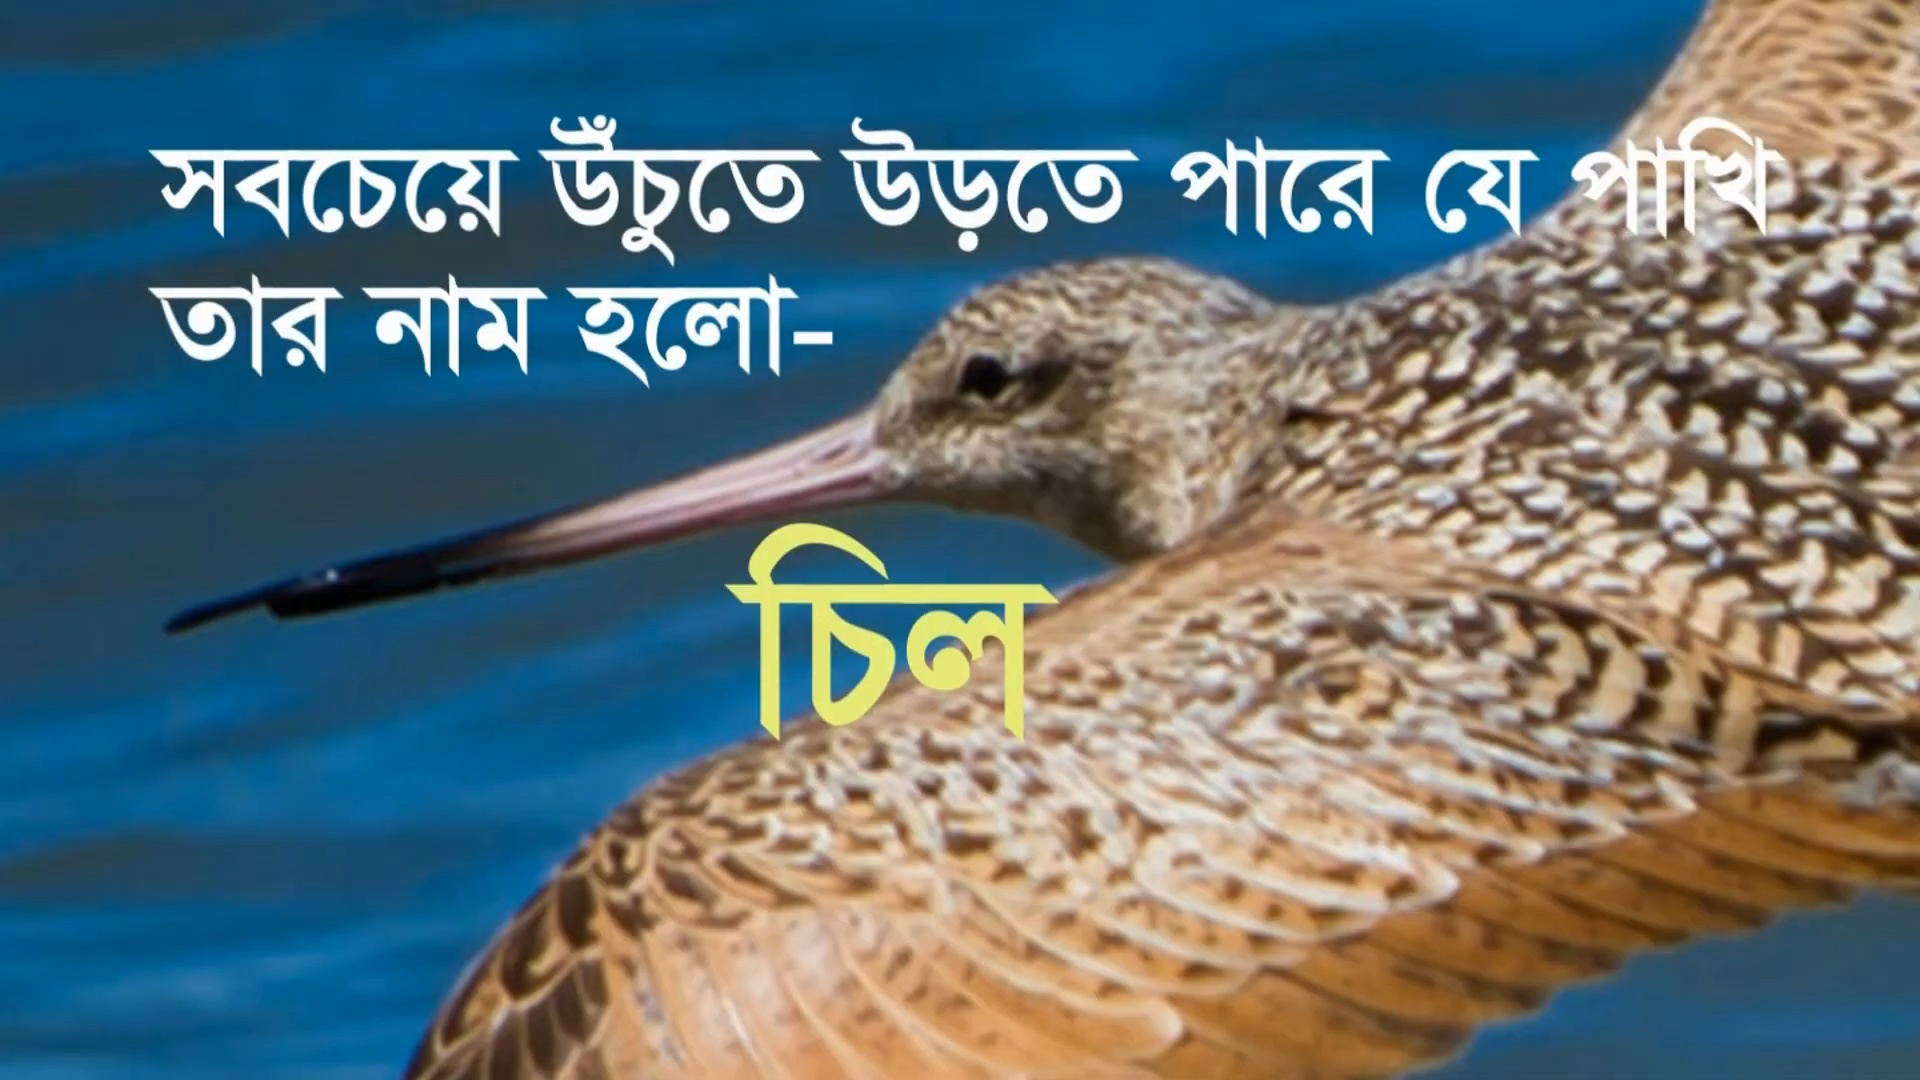 সবচেয়ে উঁচুতে উড়তে পারে যে পাখি
তার নাম হলো-
চিল